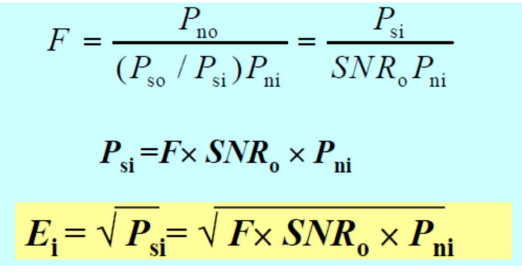 F = P_no / ((P_so / P_si) P_ni) = P_si / (SNR_o P_ni)
P_si =F× SNR_o × P_ni
E_i = √ P_si = √ F× SNR_o × P_ni